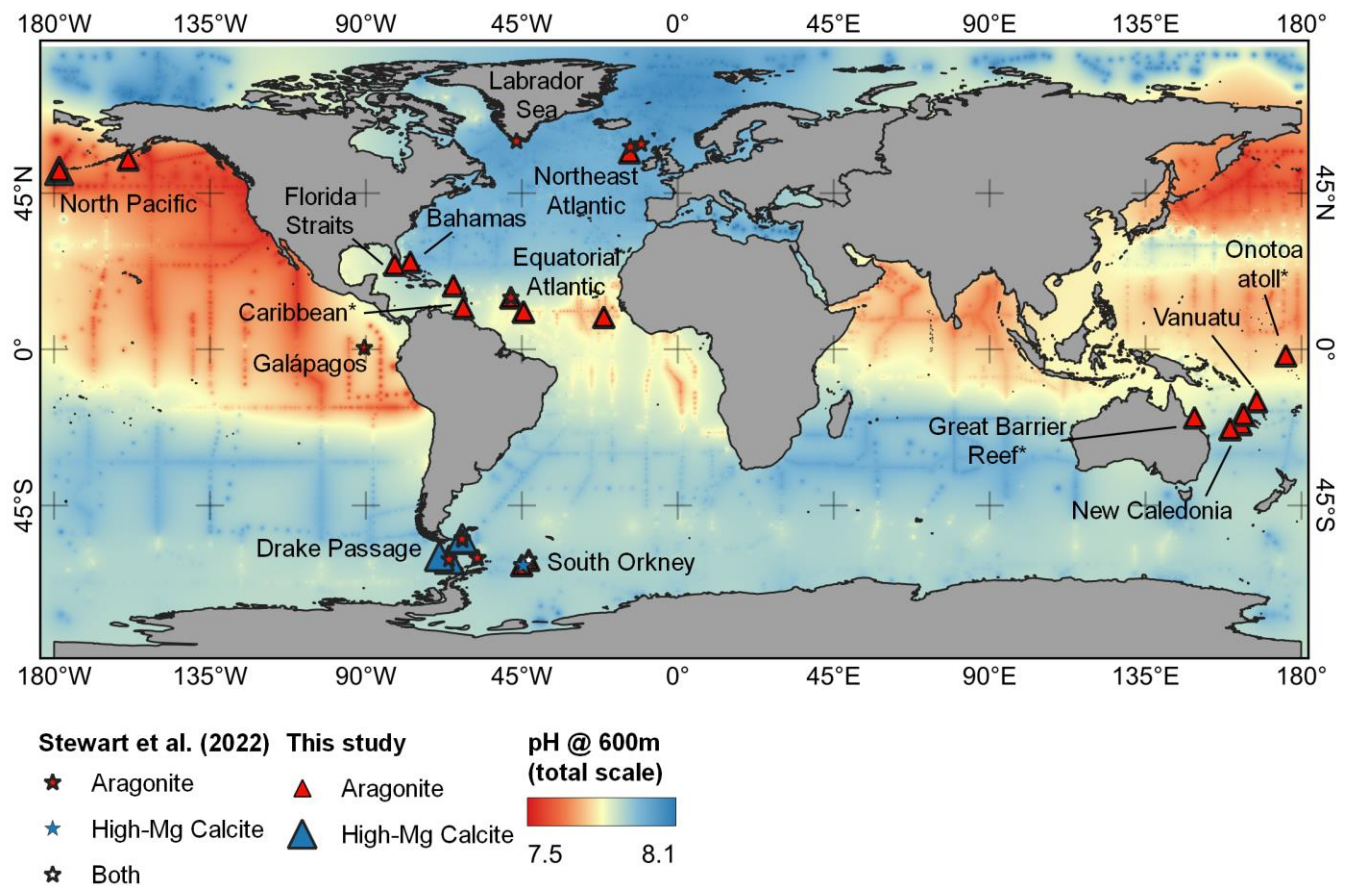 180°W 135°W 90°W 45°W 0° 45°E 90°E 135°E 180°
Labrador
Sea
45°N
45°N
North Pacific
Florida
Straits
Bahamas
Northeast
Atlantic
Equatorial
Atlantic
Onotoa
atoll*
Vanuatu
Caribbean*
0°
0°
Galápagos
Great Barrier
Reef*
New Caledonia
45°S
45°S
Drake Passage
South Orkney
180°W 135°W 90°W 45°W 0° 45°E 90°E 135°E 180°
Stewart et al. (2022)
Aragonite
High-Mg Calcite
Both
This study
Aragonite
High-Mg Calcite
pH @ 600m
(total scale)
7.5 8.1